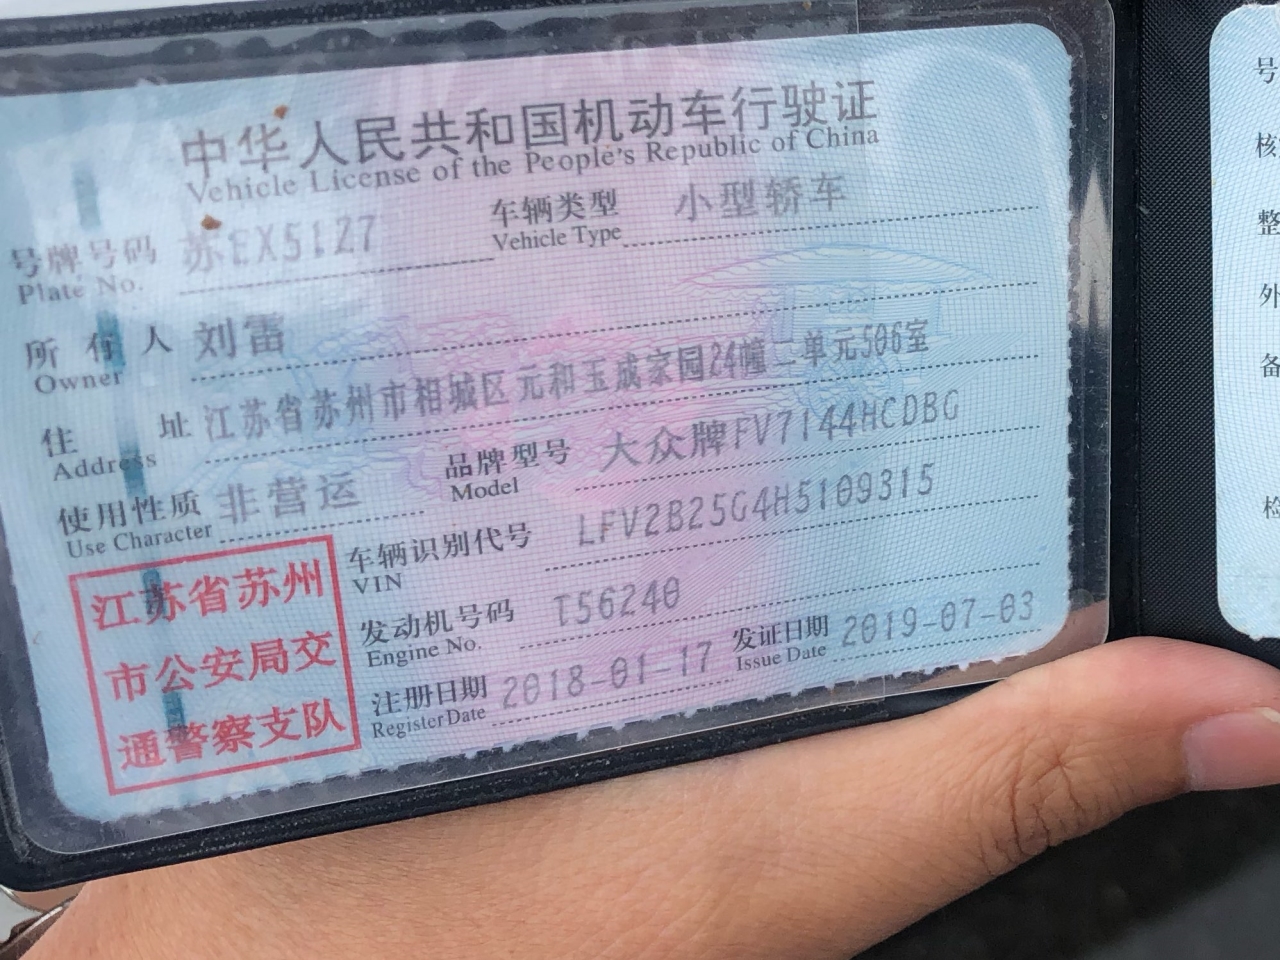 中华人民共和国机动车行驶证
Vehicle License of the People's Republic of China
号牌号码 苏EX5127 车辆类型 小型轿车
Plate No. Vehicle Type
所有人 刘雷
Owner
住址 江苏省苏州市相城区元和玉成家园24幢二单元506室
Address
使用性质 非营运 品牌型号 大众牌FV7144HCDBG
Use Character Model
车辆识别代号 LFV2B25G4H5109315
VIN
发动机号码 T56240
Engine No.
注册日期 2018-01-17 发证日期 2019-07-03
Register Date Issue Date
江苏省苏州
市公安局交
通警察支队
号
核
整
外
备
检